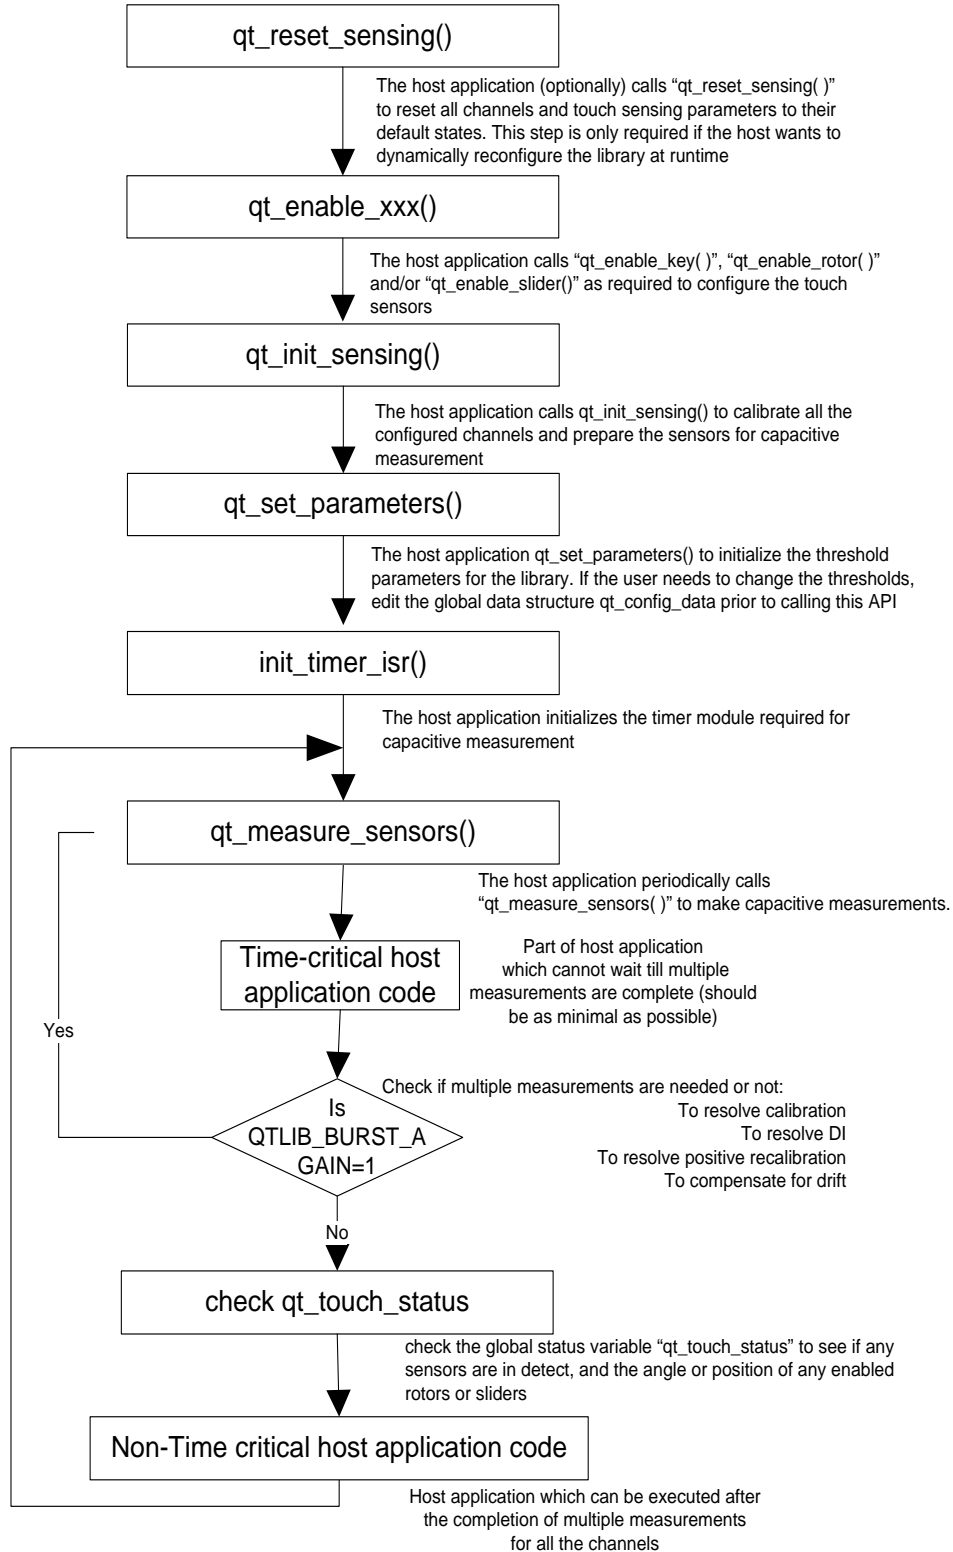 qt_reset_sensing()
The host application (optionally) calls “qt_reset_sensing( )”
to reset all channels and touch sensing parameters to their
default states. This step is only required if the host wants to
dynamically reconfigure the library at runtime
qt_enable_xxx()
The host application calls “qt_enable_key( )”, “qt_enable_rotor( )”
and/or “qt_enable_slider()” as required to configure the touch
sensors
qt_init_sensing()
The host application calls qt_init_sensing() to calibrate all the
configured channels and prepare the sensors for capacitive
measurement
qt_set_parameters()
The host application qt_set_parameters() to initialize the threshold
parameters for the library. If the user needs to change the thresholds,
edit the global data structure qt_config_data prior to calling this API
init_timer_isr()
The host application initializes the timer module required for
capacitive measurement
qt_measure_sensors()
The host application periodically calls
“qt_measure_sensors( )” to make capacitive measurements.
Time-critical host
application code
Part of host application
which cannot wait till multiple
measurements are complete (should
be as minimal as possible)
Yes
Is
QTLIB_BURST_A
GAIN=1
Check if multiple measurements are needed or not:
To resolve calibration
To resolve DI
To resolve positive recalibration
To compensate for drift
No
check qt_touch_status
check the global status variable “qt_touch_status” to see if any
sensors are in detect, and the angle or position of any enabled
rotors or sliders
Non-Time critical host application code
Host application which can be executed after
the completion of multiple measurements
for all the channels